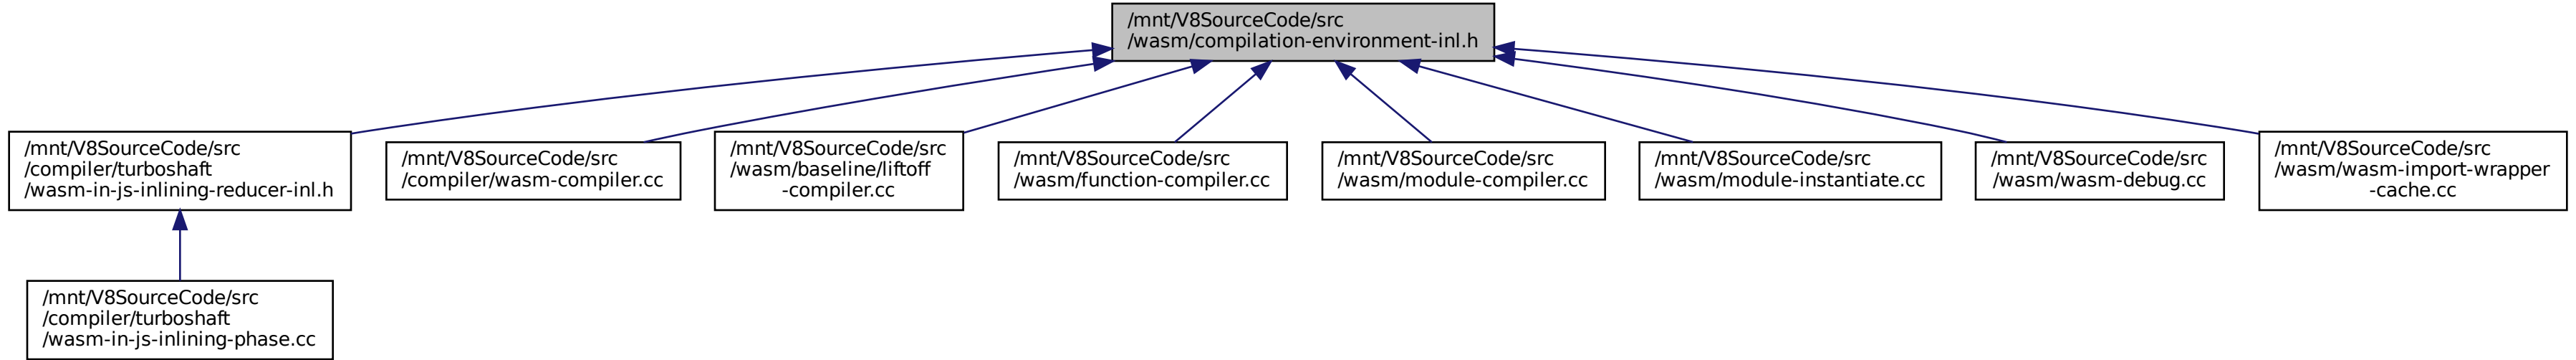 /mnt/V8SourceCode/src
/wasm/compilation-environment-inl.h
/mnt/V8SourceCode/src
/compiler/turboshaft
/wasm-in-js-inlining-reducer-inl.h
/mnt/V8SourceCode/src
/compiler/wasm-compiler.cc
/mnt/V8SourceCode/src
/wasm/baseline/liftoff
-compiler.cc
/mnt/V8SourceCode/src
/wasm/function-compiler.cc
/mnt/V8SourceCode/src
/wasm/module-compiler.cc
/mnt/V8SourceCode/src
/wasm/module-instantiate.cc
/mnt/V8SourceCode/src
/wasm/wasm-debug.cc
/mnt/V8SourceCode/src
/wasm/wasm-import-wrapper
-cache.cc
/mnt/V8SourceCode/src
/compiler/turboshaft
/wasm-in-js-inlining-phase.cc